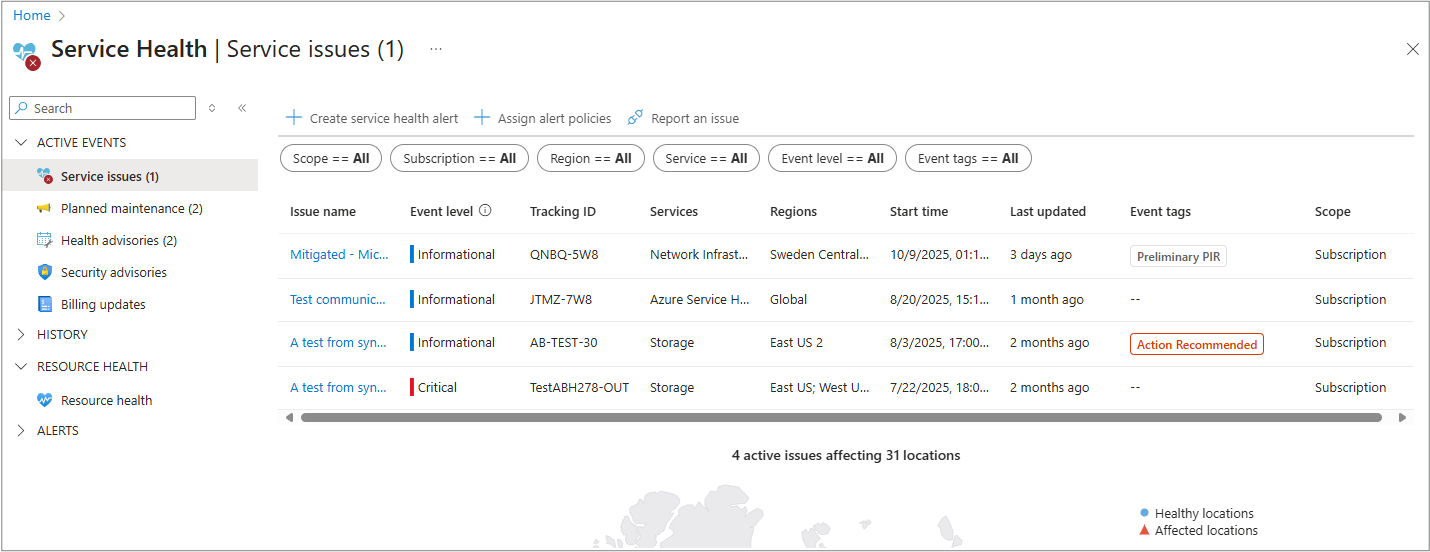 Home
Service Health | Service issues (1) ...
Search
ACTIVE EVENTS
Service issues (1)
Planned maintenance (2)
Health advisories (2)
Security advisories
Billing updates
HISTORY
RESOURCE HEALTH
Resource health
ALERTS
Create service health alert Assign alert policies Report an issue
Scope == All Subscription == All Region == All Service == All Event level == All Event tags == All
Issue name Event level Tracking ID Services Regions Start time Last updated Event tags Scope
Mitigated - Mic... Informational QNBQ-5W8 Network Infrast... Sweden Central... 10/9/2025, 01:1... 3 days ago Preliminary PIR Subscription
Test communic... Informational JTMZ-7W8 Azure Service H... Global 8/20/2025, 15:1... 1 month ago -- Subscription
A test from syn... Informational AB-TEST-30 Storage East US 2 8/3/2025, 17:00... 2 months ago Action Recommended Subscription
A test from syn... Critical TestABH278-OUT Storage East US; West U... 7/22/2025, 18:0... 2 months ago -- Subscription
4 active issues affecting 31 locations
Healthy locations
Affected locations